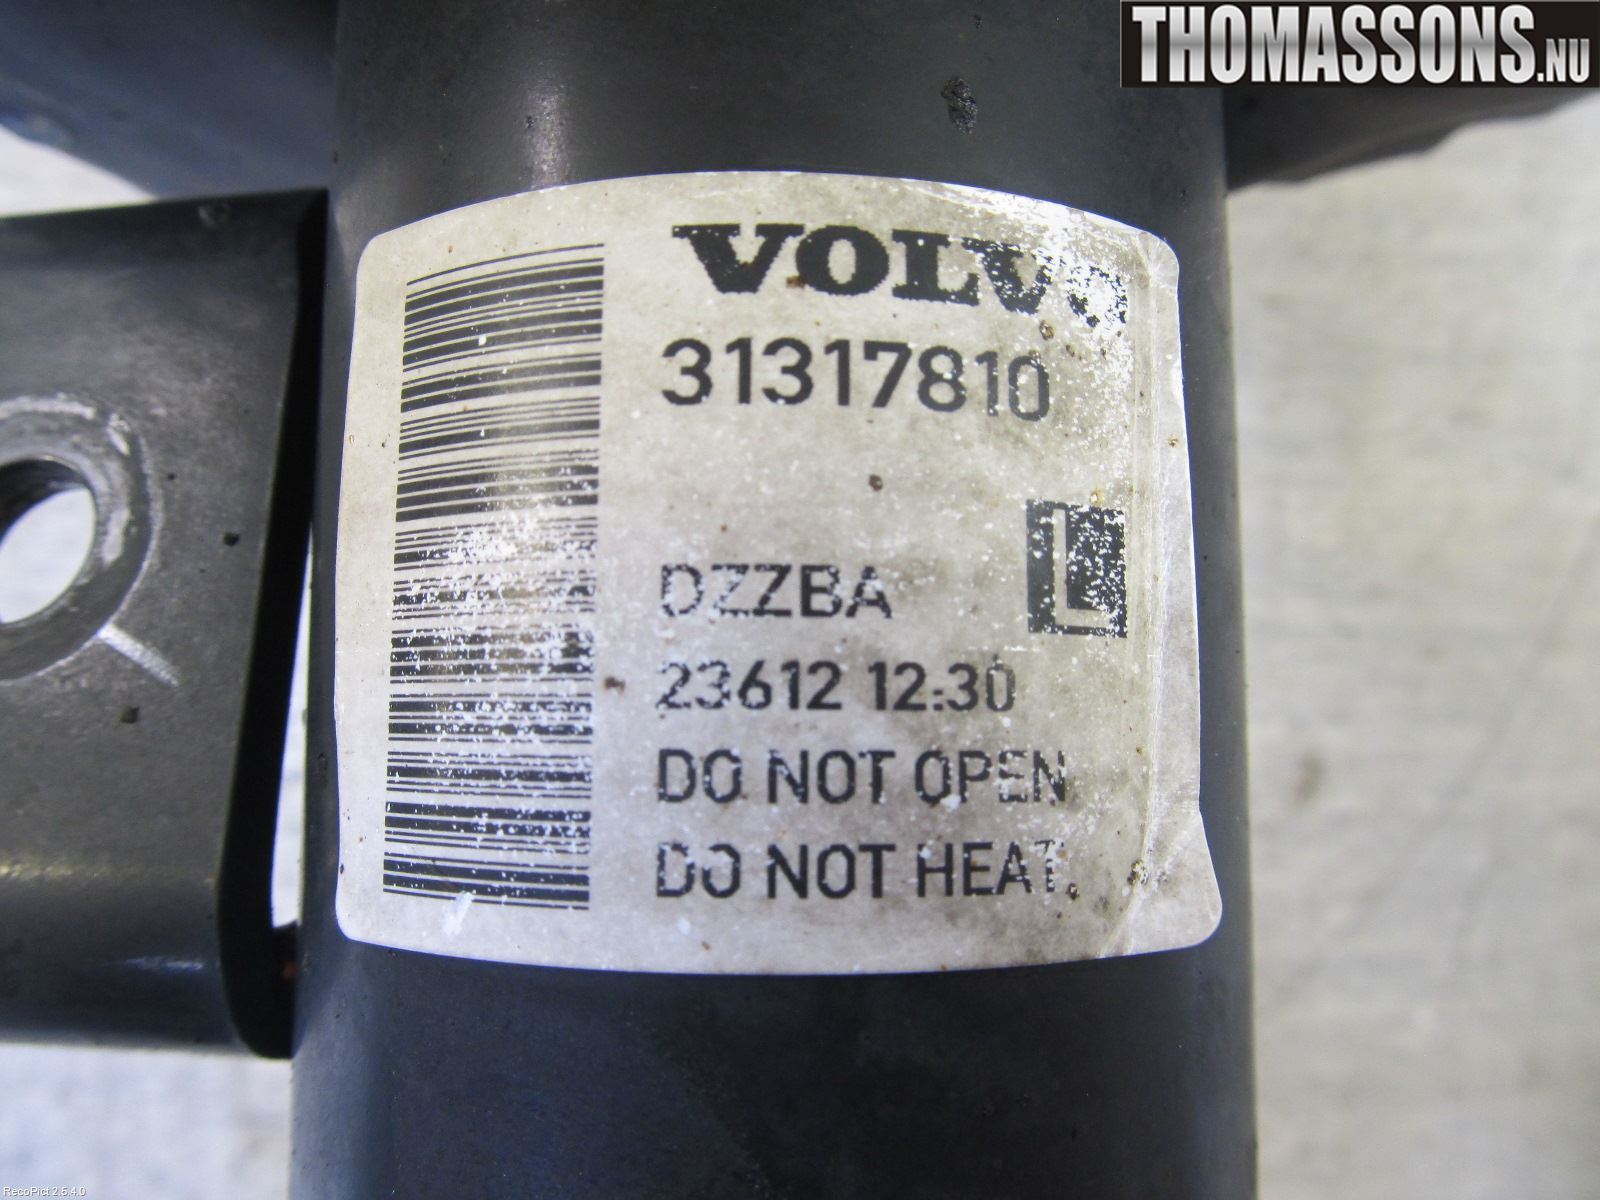 THOMASSONS.NU
VOLVO
31317810
L
DZZBA
23612 12:30
DO NOT OPEN
DO NOT HEAT.
RecoPict 2.5.4.0